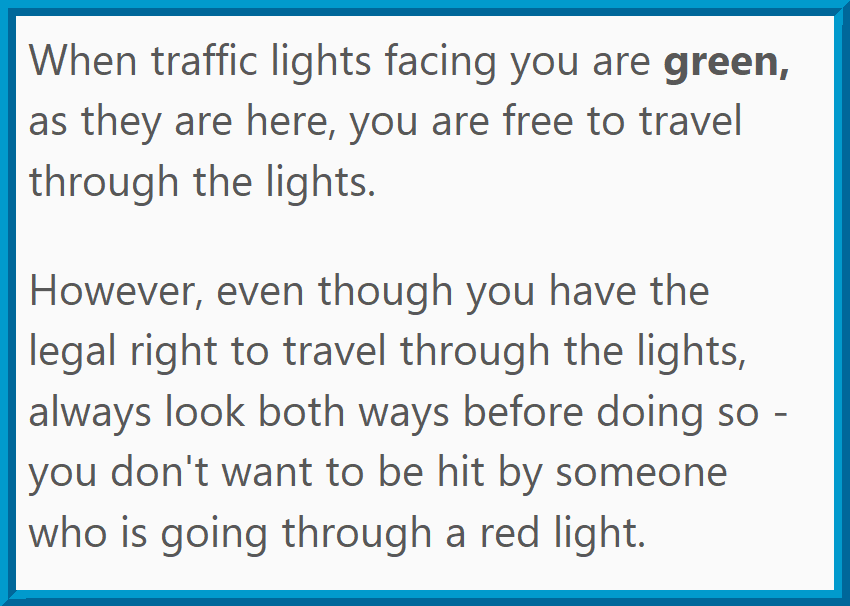 When traffic lights facing you are green,
as they are here, you are free to travel
through the lights.
However, even though you have the
legal right to travel through the lights,
always look both ways before doing so -
you don't want to be hit by someone
who is going through a red light.